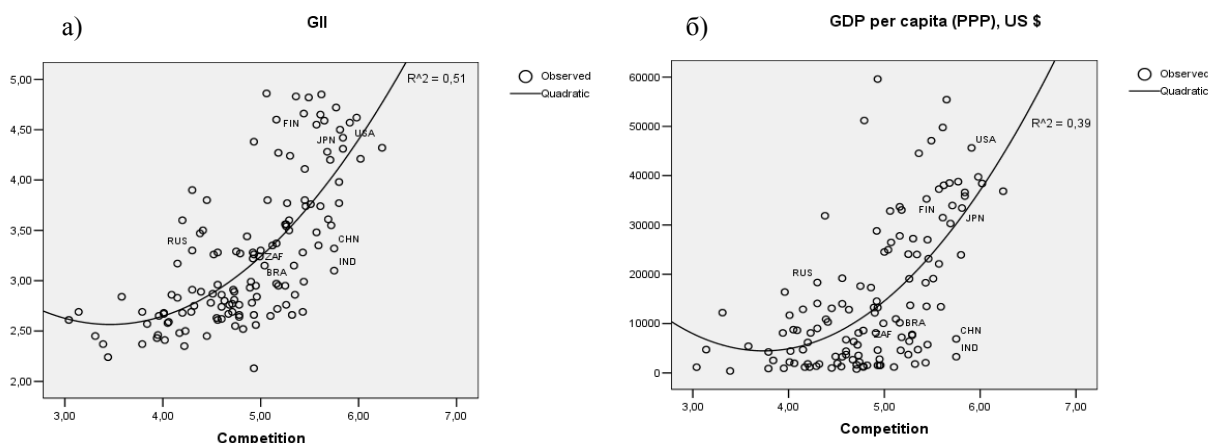 а)
GII
5,00
4,50
4,00
3,50
3,00
2,50
2,00
3,00 4,00 5,00 6,00 7,00
Competition
R^2 = 0,51
FIN
JPN
USA
RUS
ZAF
BRA
CHN
IND
Observed
Quadratic
б)
GDP per capita (PPP), US $
60000
50000
40000
30000
20000
10000
0
3,00 4,00 5,00 6,00 7,00
Competition
R^2 = 0,39
USA
FIN
JPN
RUS
BRA
ZAF
CHN
IND
Observed
Quadratic